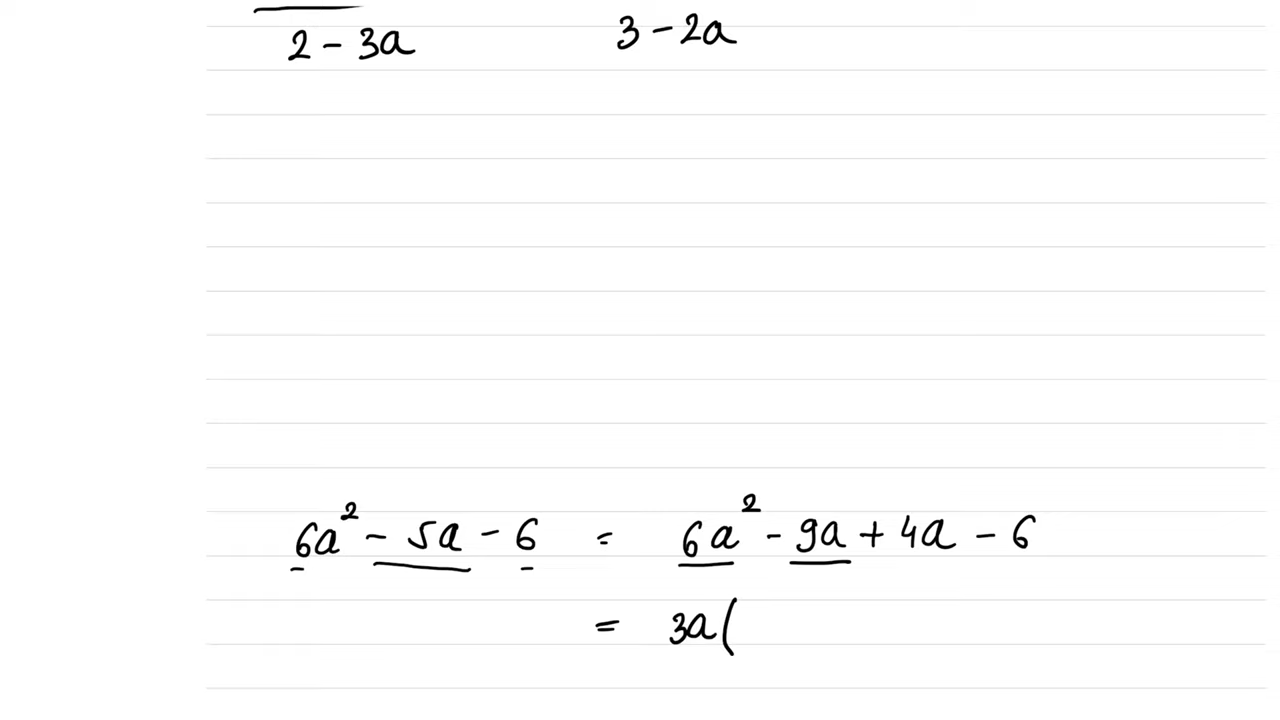 2 - 3a 3 - 2a
6a² - 5a - 6 = 6a² - 9a + 4a - 6
= 3a(